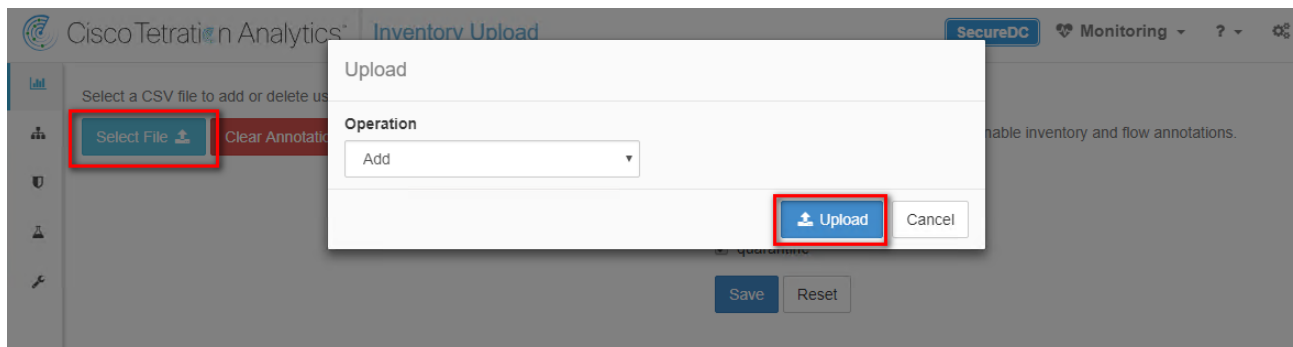 Cisco Tetration Analytics™ Inventory Upload SecureDC Monitoring ?
Upload
Select a CSV file to add or delete us
Operation
Select File Clear Annotatio nable inventory and flow annotations.
Add
Upload Cancel
quarantine
Save Reset